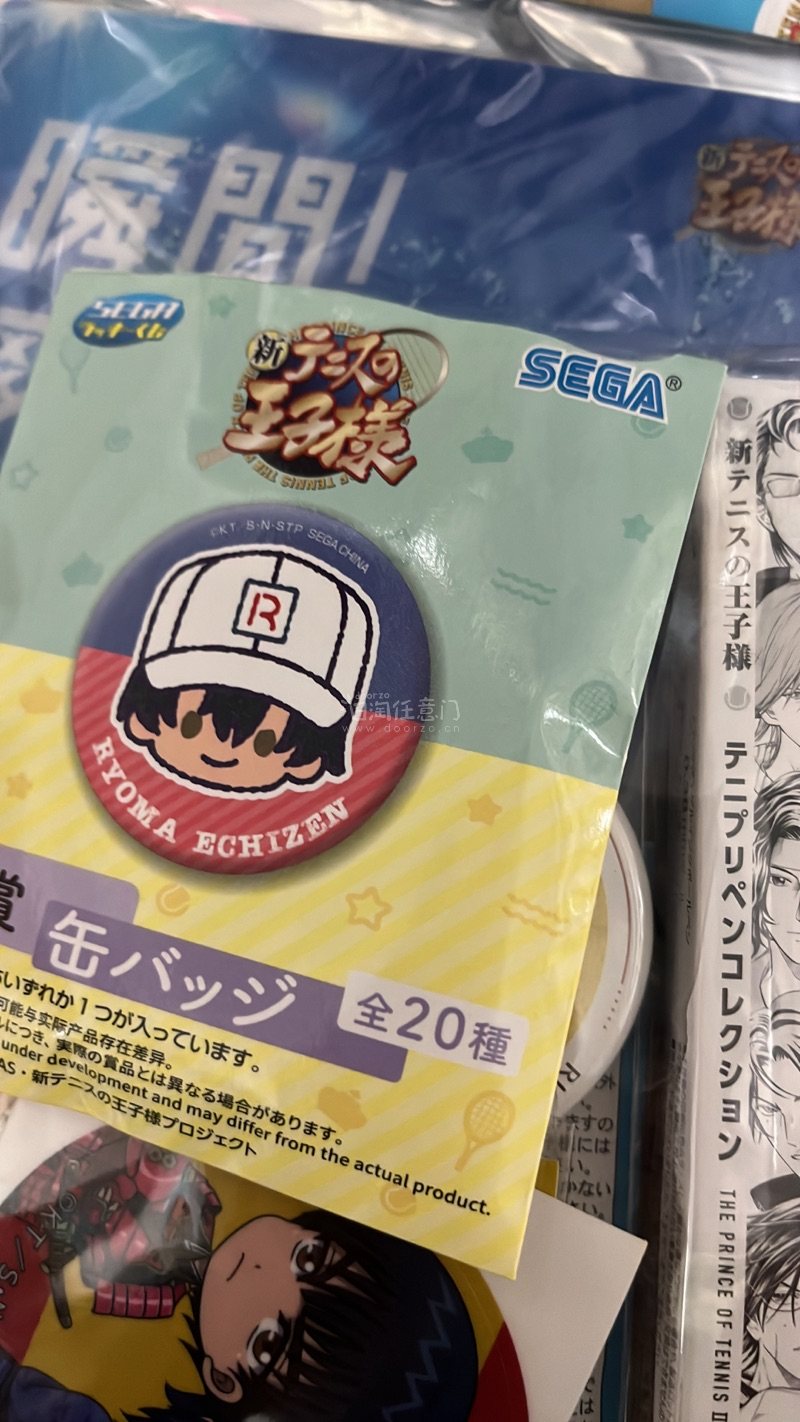 瞬間!
新テニスの
王子様
SEGA
ラッキーくん
新テニスの
王子様
SEGA®
©KT S·N·STP SEGA CHINA
R
RYOMA ECHIZEN
doorzo
日淘任意门
www.doorzo.cn
賞
缶バッジ
全20種
いずれか1つが入っています。
可能与实际产品存在差异。
ルにつき、実際の賞品とは異なる場合があります。
under development and may differ from the actual product.
AS・新テニスの王子様プロジェクト
新テニスの王子様
テニプリペンコレクション
THE PRINCE OF TENNIS II